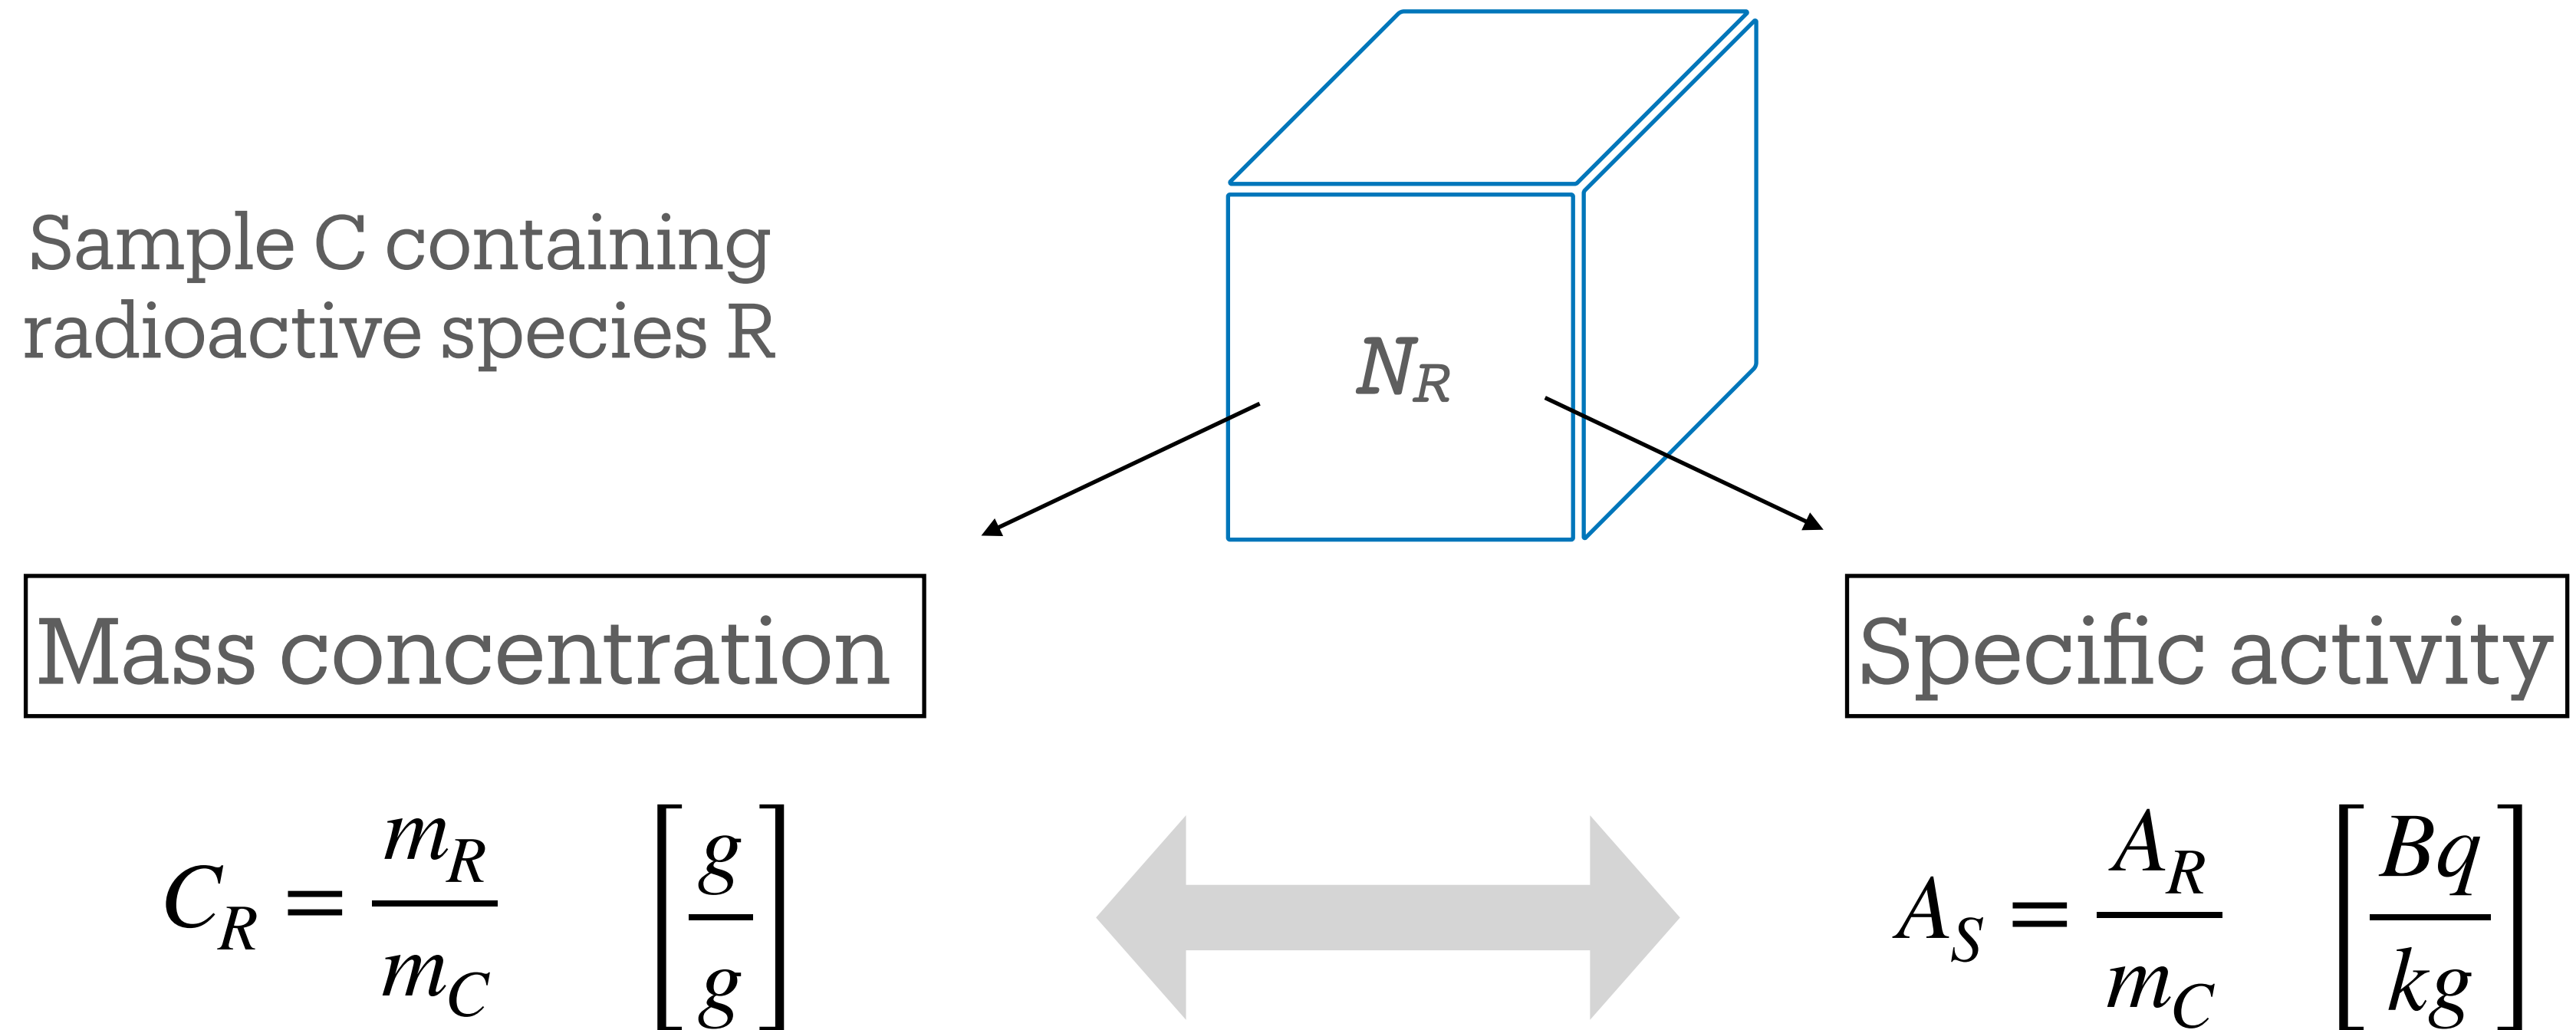 Sample C containing
radioactive species R
N_R
Mass concentration
Specific activity
C_R = m_R / m_C [g / g]
A_S = A_R / m_C [Bq / kg]